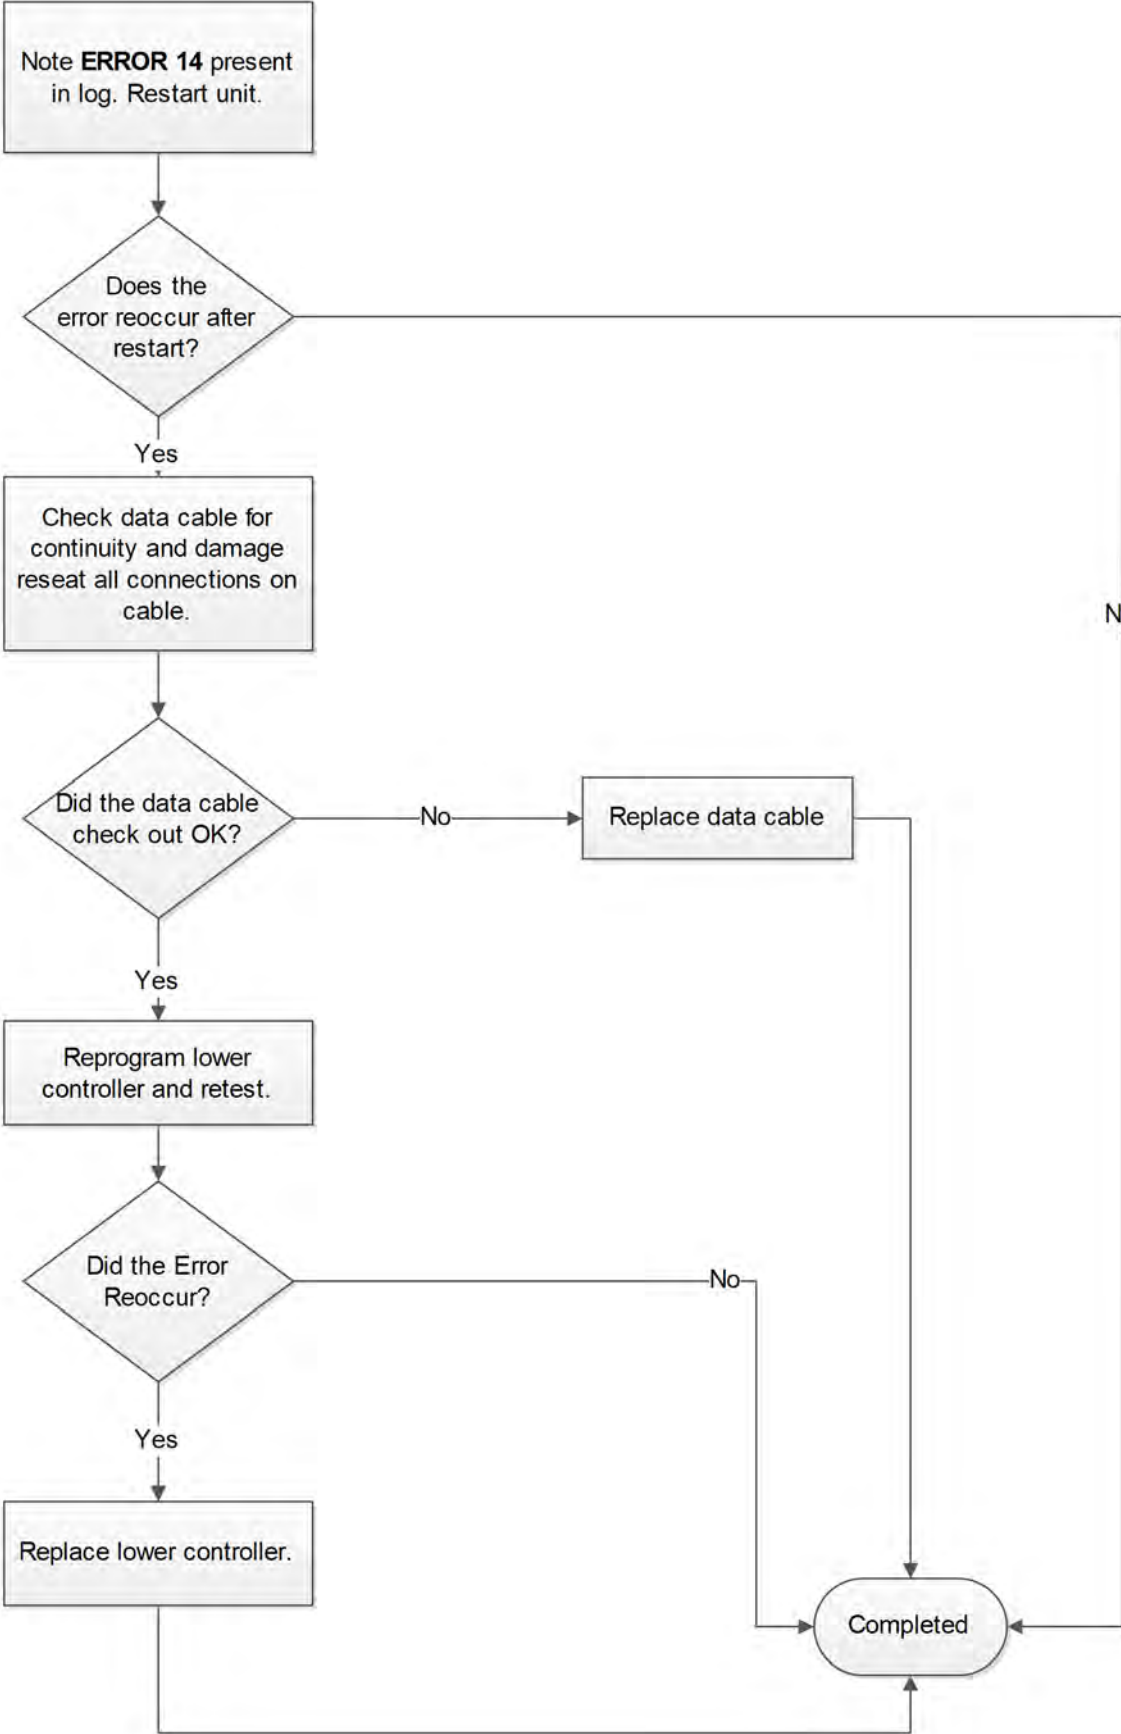 Note ERROR 14 present
in log. Restart unit.
Does the
error reoccur after
restart?
Yes
Check data cable for
continuity and damage
reseat all connections on
cable.
N
Did the data cable
check out OK?
No
Replace data cable
Yes
Reprogram lower
controller and retest.
Did the Error
Reoccur?
No
Yes
Replace lower controller.
Completed